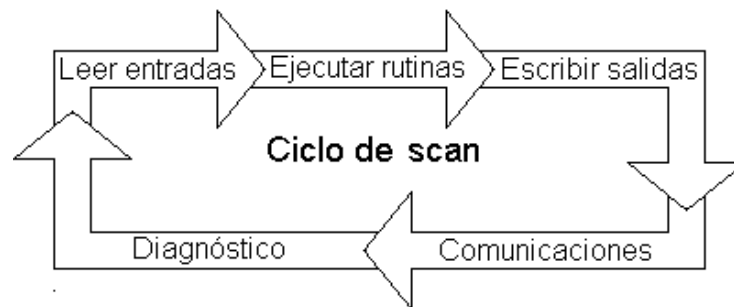 Leer entradas
Ejecutar rutinas
Escribir salidas
Ciclo de scan
Diagnóstico
Comunicaciones